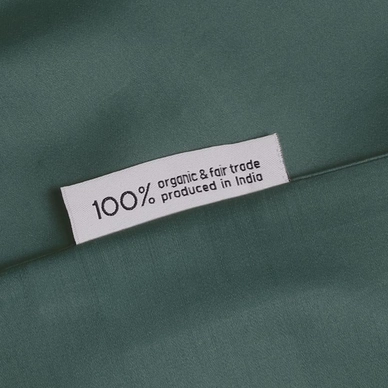 100% organic & fair trade
produced in India